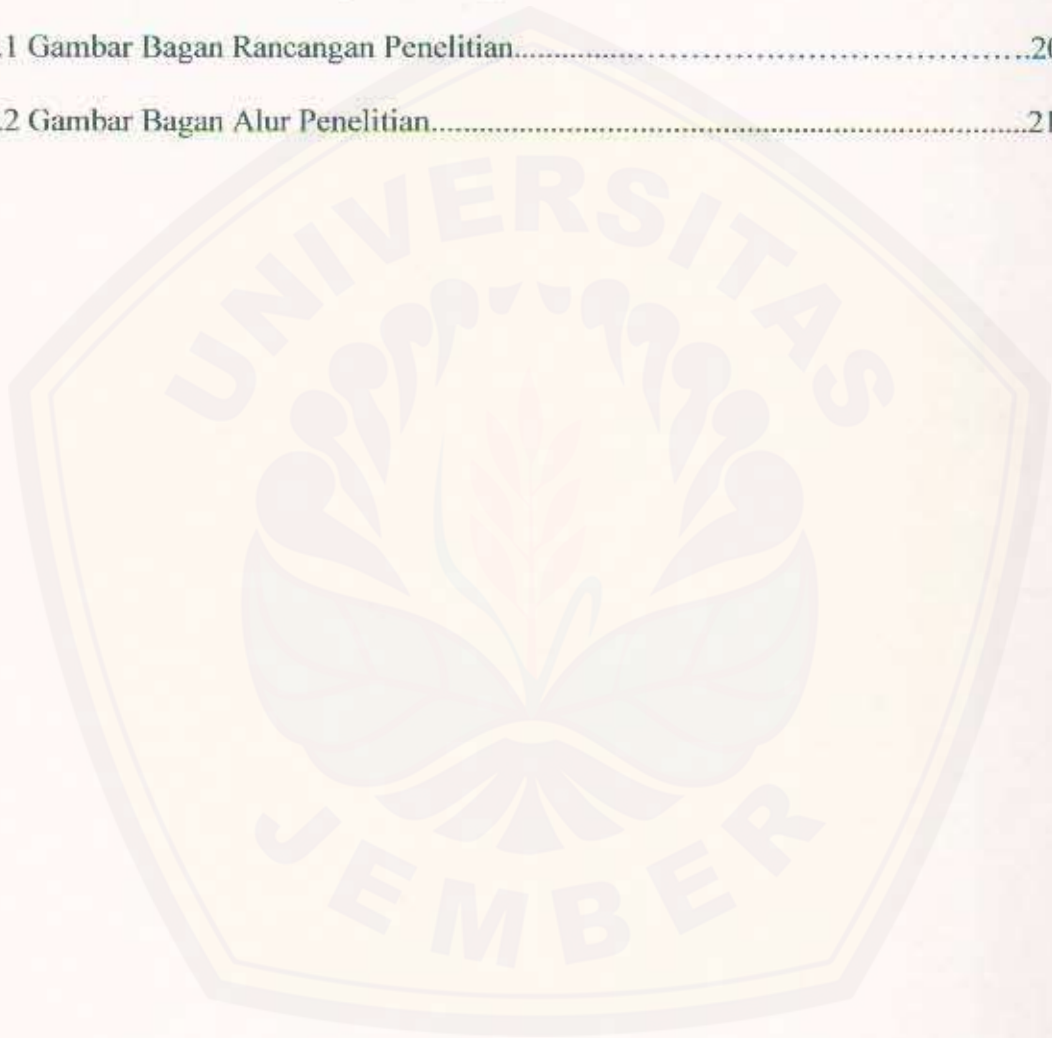 .1 Gambar Bagan Rancangan Penelitian.......................................................20
.2 Gambar Bagan Alur Penelitian..................................................................21
UNIVERSITAS
JEMBER